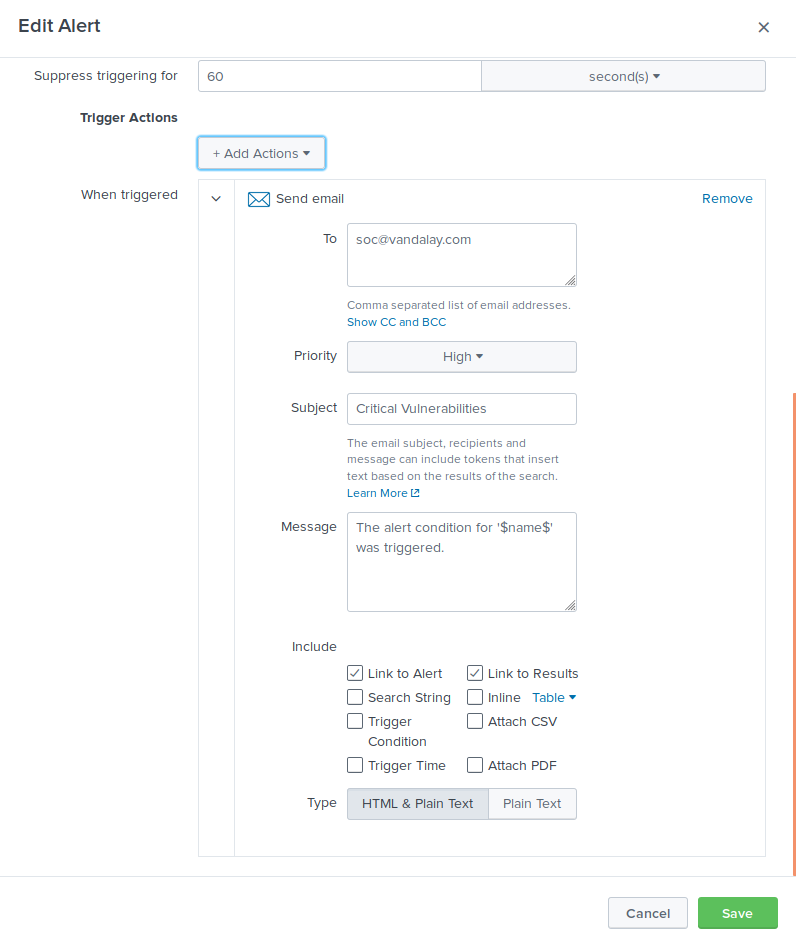 Edit Alert
×
Suppress triggering for 60 second(s)
Trigger Actions
+ Add Actions
When triggered Send email Remove
To soc@vandalay.com
Comma separated list of email addresses.
Show CC and BCC
Priority High
Subject Critical Vulnerabilities
The email subject, recipients and
message can include tokens that insert
text based on the results of the search.
Learn More
Message The alert condition for '$name$'
was triggered.
Include
Link to Alert Link to Results
Search String Inline Table
Trigger Attach CSV
Condition
Trigger Time Attach PDF
Type HTML & Plain Text Plain Text
Cancel Save